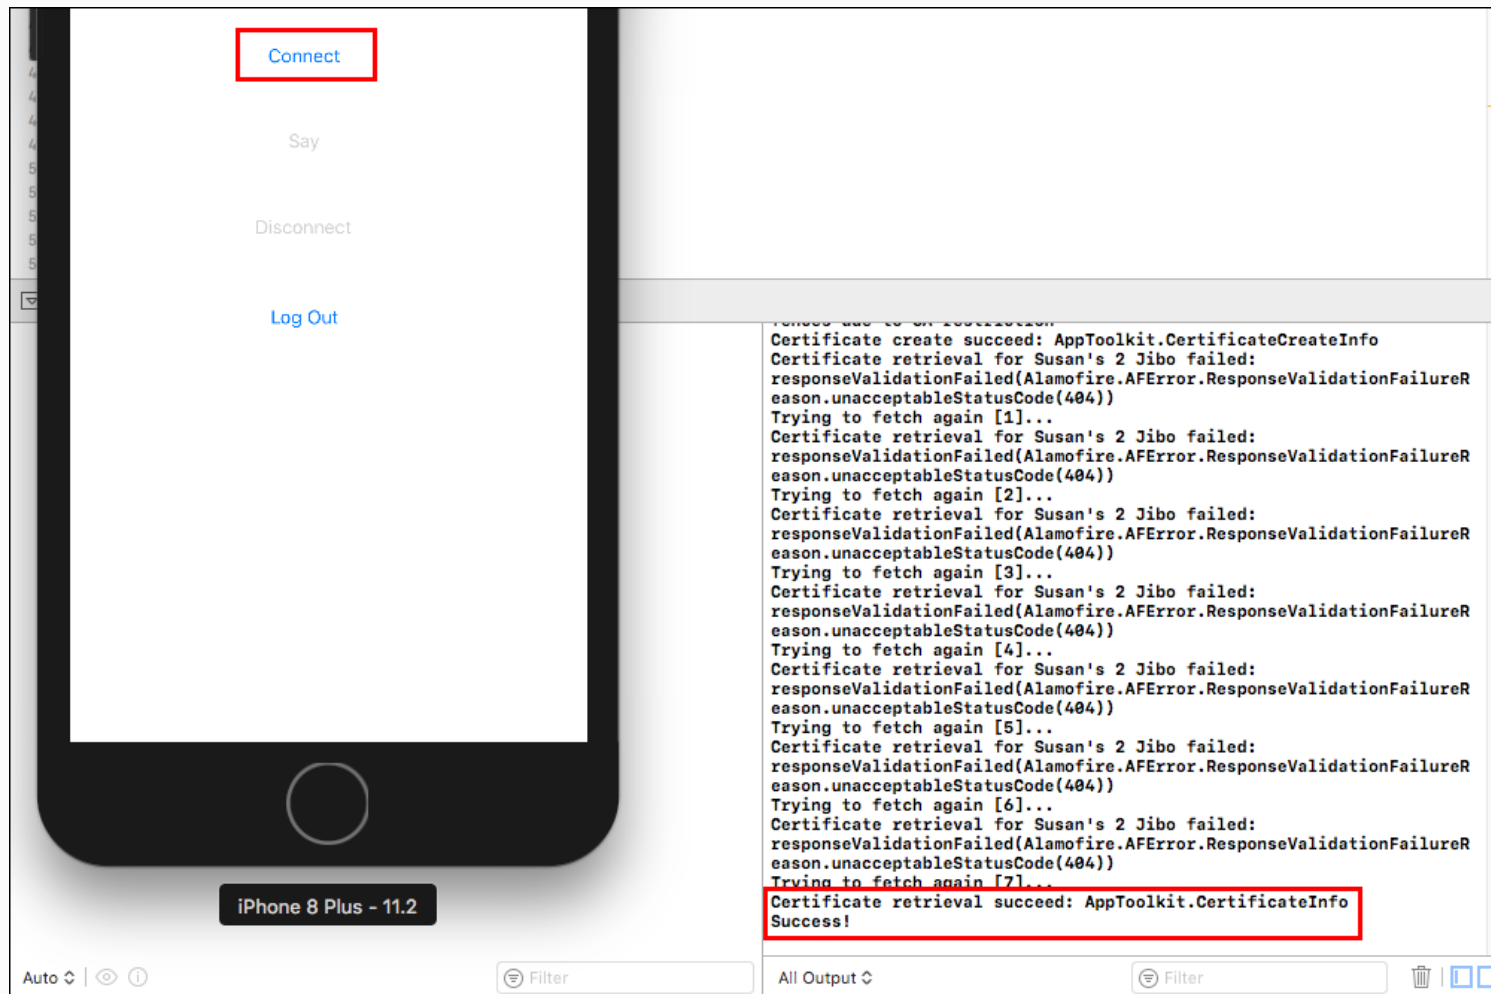 Connect
Say
Disconnect
Log Out
iPhone 8 Plus - 11.2
Auto
Filter
Certificate create succeed: AppToolkit.CertificateCreateInfo
Certificate retrieval for Susan's 2 Jibo failed:
responseValidationFailed(Alamofire.AFError.ResponseValidationFailureR
eason.unacceptableStatusCode(404))
Trying to fetch again [1]...
Certificate retrieval for Susan's 2 Jibo failed:
responseValidationFailed(Alamofire.AFError.ResponseValidationFailureR
eason.unacceptableStatusCode(404))
Trying to fetch again [2]...
Certificate retrieval for Susan's 2 Jibo failed:
responseValidationFailed(Alamofire.AFError.ResponseValidationFailureR
eason.unacceptableStatusCode(404))
Trying to fetch again [3]...
Certificate retrieval for Susan's 2 Jibo failed:
responseValidationFailed(Alamofire.AFError.ResponseValidationFailureR
eason.unacceptableStatusCode(404))
Trying to fetch again [4]...
Certificate retrieval for Susan's 2 Jibo failed:
responseValidationFailed(Alamofire.AFError.ResponseValidationFailureR
eason.unacceptableStatusCode(404))
Trying to fetch again [5]...
Certificate retrieval for Susan's 2 Jibo failed:
responseValidationFailed(Alamofire.AFError.ResponseValidationFailureR
eason.unacceptableStatusCode(404))
Trying to fetch again [6]...
Certificate retrieval for Susan's 2 Jibo failed:
responseValidationFailed(Alamofire.AFError.ResponseValidationFailureR
eason.unacceptableStatusCode(404))
Trying to fetch again [7]...
Certificate retrieval succeed: AppToolkit.CertificateInfo
Success!
All Output
Filter